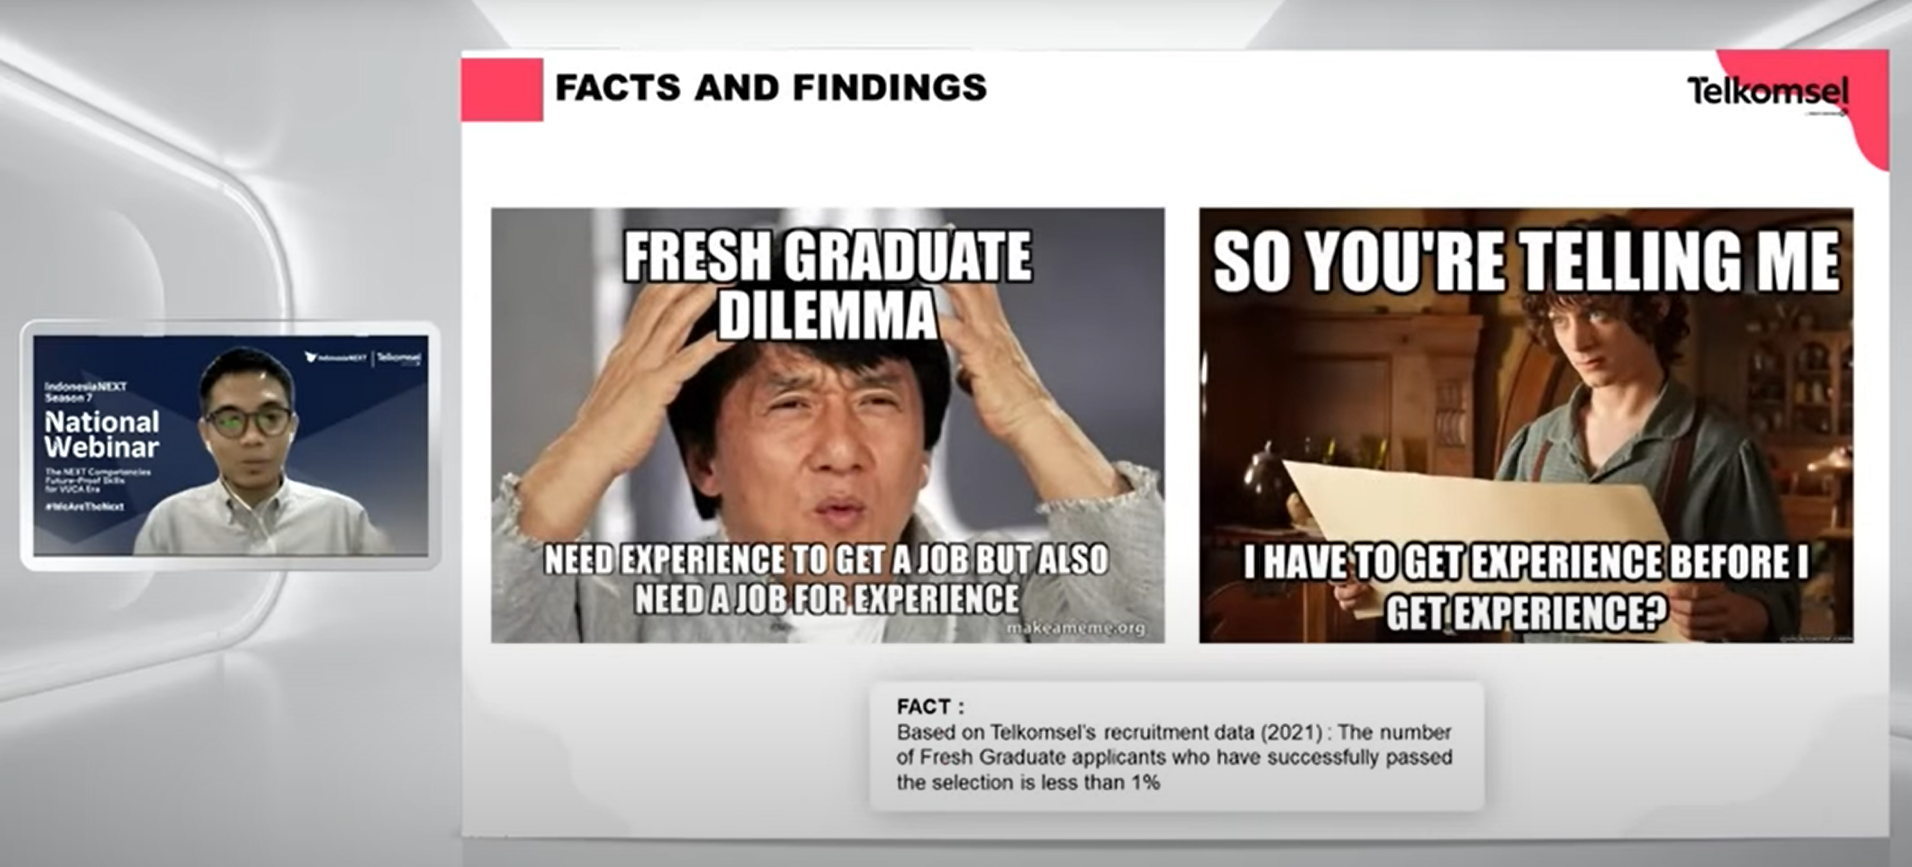 FACTS AND FINDINGS
Telkomsel
FRESH GRADUATE
DILEMMA
NEED EXPERIENCE TO GET A JOB BUT ALSO
NEED A JOB FOR EXPERIENCE
makeameme.org
SO YOU'RE TELLING ME
I HAVE TO GET EXPERIENCE BEFORE I
GET EXPERIENCE?
IndonesiaNEXT
Telkomsel
IndonesiaNEXT
Season 7
National
Webinar
The NEXT Competencies
Future-Proof Skills
for VUCA Era
#WeAreTheNext
FACT :
Based on Telkomsel's recruitment data (2021) : The number
of Fresh Graduate applicants who have successfully passed
the selection is less than 1%